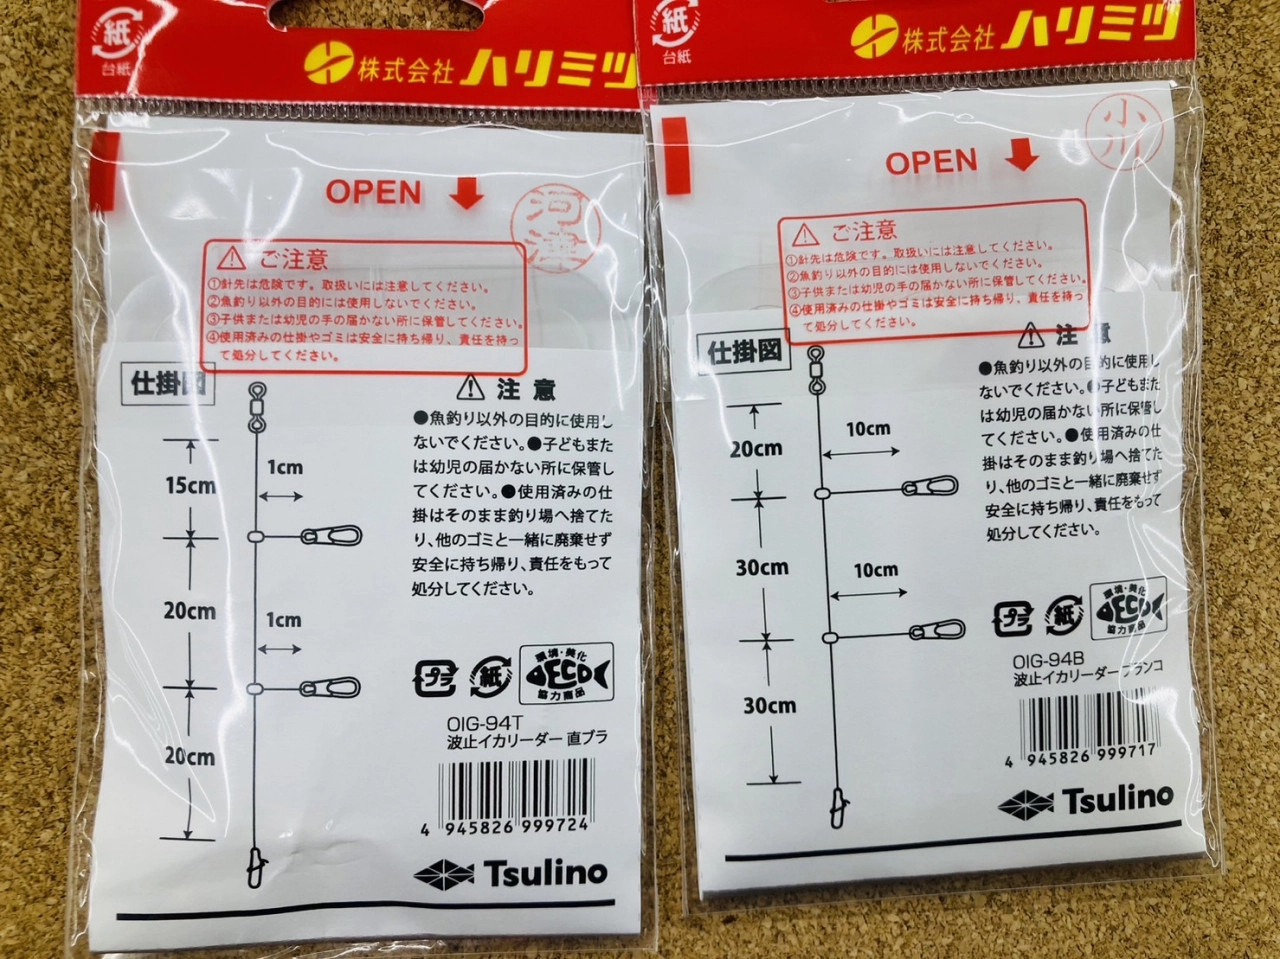 紙
台紙
株式会社 ハリミツ
OPEN
河津
ご注意
①針先は危険です。取扱いには注意してください。
②魚釣り以外の目的には使用しないでください。
③子供または幼児の手の届かない所に保管してください。
④使用済みの仕掛やゴミは安全に持ち帰り、責任を持っ
て処分してください。
仕掛図
15cm
1cm
20cm
1cm
20cm
注意
●魚釣り以外の目的に使用し
ないでください。●子どもまた
は幼児の届かない所に保管し
てください。●使用済みの仕
掛はそのまま釣り場へ捨てた
り、他のゴミと一緒に廃棄せず
安全に持ち帰り、責任をもって
処分してください。
プラ
紙
環境・美化
ECO
協力商品
OIG-94T
波止イカリーダー 直ブラ
4 945826 999724
Tsulino
紙
台紙
株式会社 ハリミツ
OPEN
小川
ご注意
①針先は危険です。取扱いには注意してください。
②魚釣り以外の目的には使用しないでください。
③子供または幼児の手の届かない所に保管してください。
④使用済みの仕掛やゴミは安全に持ち帰り、責任を持っ
て処分してください。
仕掛図
20cm
10cm
30cm
10cm
30cm
注意
●魚釣り以外の目的に使用し
ないでください。●子どもまた
は幼児の届かない所に保管し
てください。●使用済みの仕
掛はそのまま釣り場へ捨てた
り、他のゴミと一緒に廃棄せず
安全に持ち帰り、責任をもって
処分してください。
プラ
紙
環境・美化
ECO
協力商品
OIG-94B
波止イカリーダー ブランコ
4 945826 999717
Tsulino